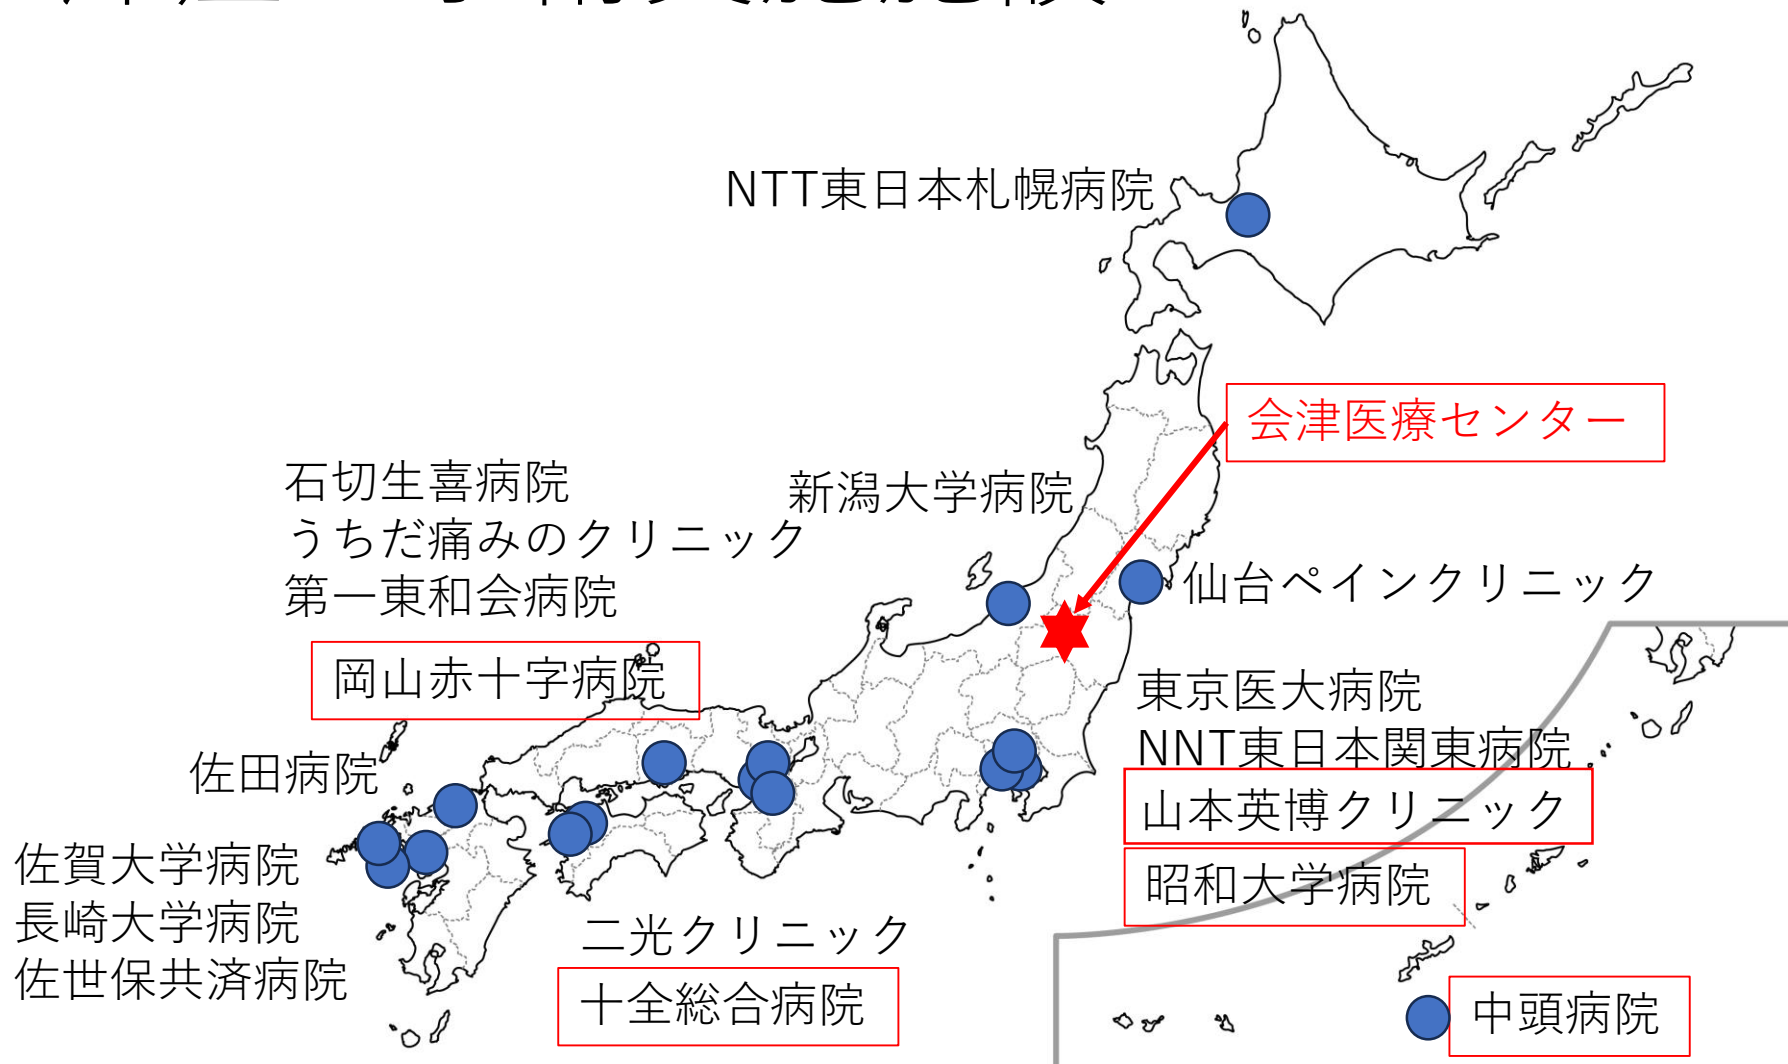 NTT東日本札幌病院
会津医療センター
新潟大学病院
石切生喜病院
うちだ痛みのクリニック
第一東和会病院
仙台ペインクリニック
岡山赤十字病院
東京医大病院
NNT東日本関東病院
山本英博クリニック
昭和大学病院
佐田病院
佐賀大学病院
長崎大学病院
佐世保共済病院
二光クリニック
十全総合病院
中頭病院